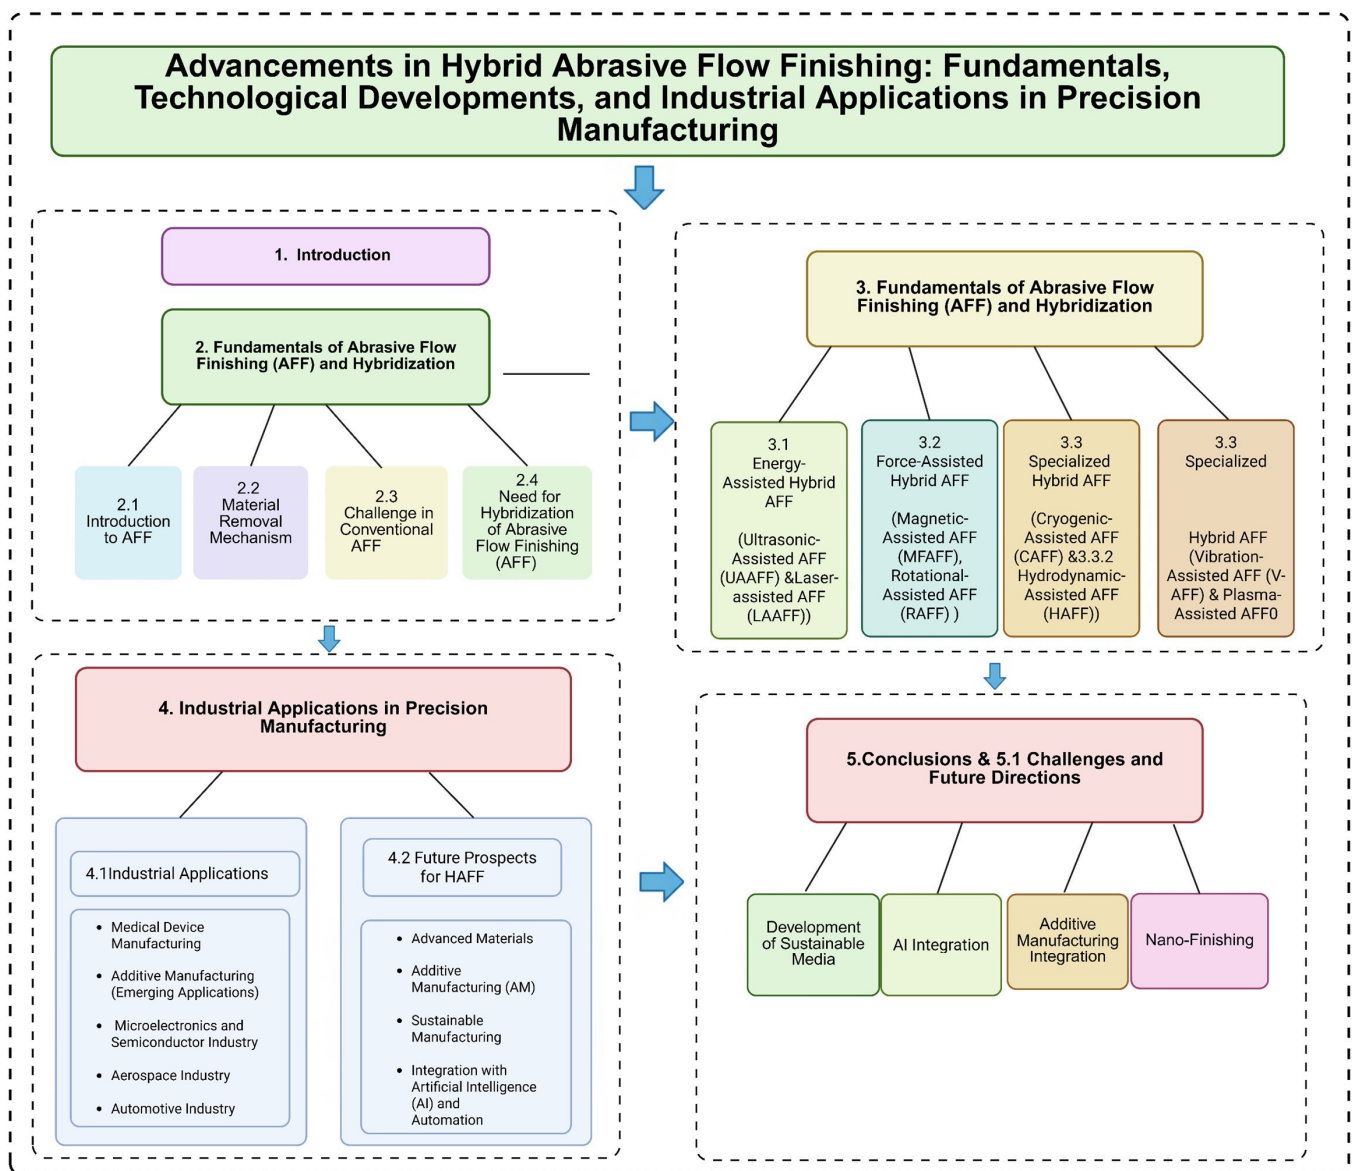 Advancements in Hybrid Abrasive Flow Finishing: Fundamentals,
Technological Developments, and Industrial Applications in Precision
Manufacturing
1. Introduction
2. Fundamentals of Abrasive Flow
Finishing (AFF) and Hybridization
2.1
Introduction
to AFF
2.2
Material
Removal
Mechanism
2.3
Challenge in
Conventional
AFF
2.4
Need for
Hybridization
of Abrasive
Flow Finishing
(AFF)
3. Fundamentals of Abrasive Flow
Finishing (AFF) and Hybridization
3.1
Energy-
Assisted Hybrid
AFF
(Ultrasonic-
Assisted AFF
(UAAFF) &Laser-
assisted AFF
(LAAFF))
3.2
Force-Assisted
Hybrid AFF
(Magnetic-
Assisted AFF
(MFAFF),
Rotational-
Assisted AFF
(RAFF) )
3.3
Specialized
Hybrid AFF
(Cryogenic-
Assisted AFF
(CAFF) &3.3.2
Hydrodynamic-
Assisted AFF
(HAFF))
3.3
Specialized
Hybrid AFF
(Vibration-
Assisted AFF (V-
AFF) & Plasma-
Assisted AFF0
4. Industrial Applications in Precision
Manufacturing
4.1Industrial Applications
• Medical Device
Manufacturing
• Additive Manufacturing
(Emerging Applications)
• Microelectronics and
Semiconductor Industry
• Aerospace Industry
• Automotive Industry
4.2 Future Prospects
for HAFF
• Advanced Materials
• Additive
Manufacturing (AM)
• Sustainable
Manufacturing
• Integration with
Artificial Intelligence
(AI) and
Automation
5.Conclusions & 5.1 Challenges and
Future Directions
Development
of Sustainable
Media
AI Integration
Additive
Manufacturing
Integration
Nano-Finishing